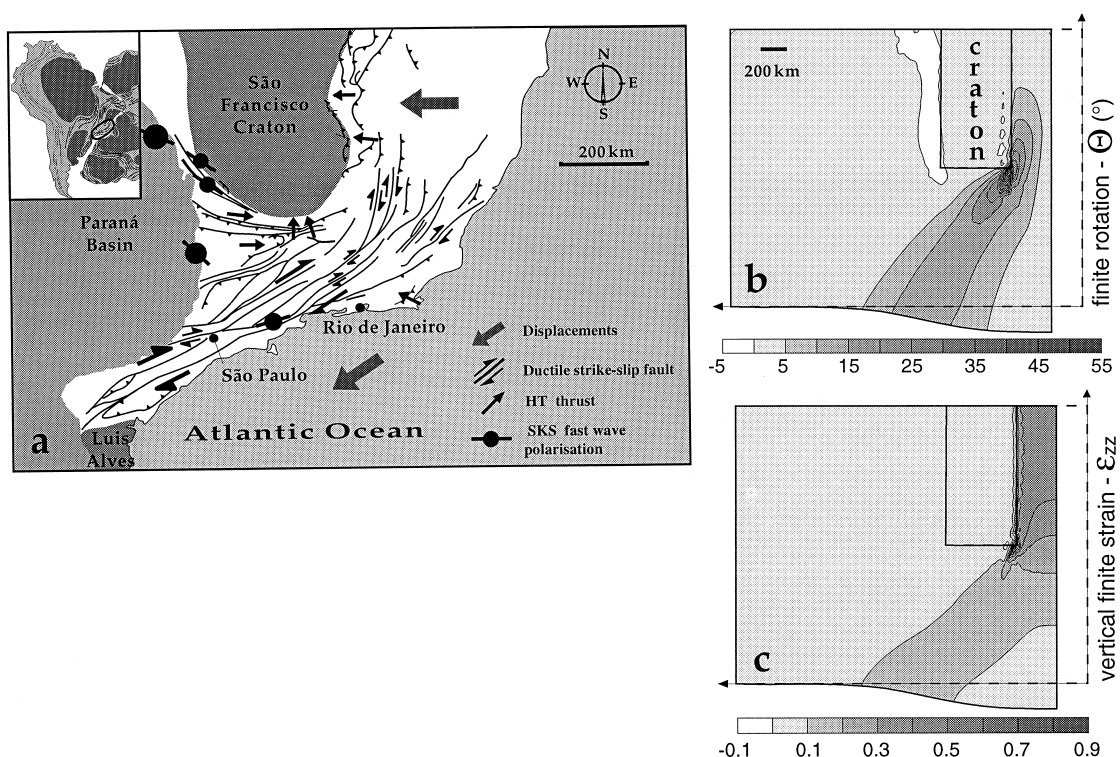 São
Francisco
Craton
N
W E
S
200 km
Paraná
Basin
Rio de Janeiro
São Paulo
Atlantic Ocean
Luis
Alves
a
Displacements
Ductile strike-slip fault
HT thrust
SKS fast wave
polarisation
200 km
craton
b
finite rotation - Θ (°)
-5 5 15 25 35 45 55
c
vertical finite strain - εzz
-0.1 0.1 0.3 0.5 0.7 0.9